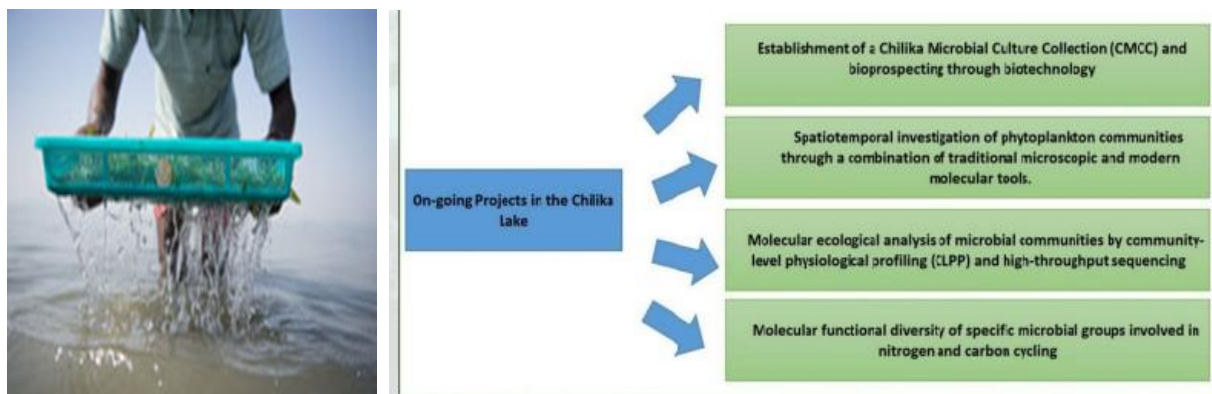 Establishment of a Chilika Microbial Culture Collection (CMCC) and
bioprospecting through biotechnology
Spatiotemporal investigation of phytoplankton communities
through a combination of traditional microscopic and modern
molecular tools.
On-going Projects in the Chilika
Lake
Molecular ecological analysis of microbial communities by community-
level physiological profiling (CLPP) and high-throughput sequencing
Molecular functional diversity of specific microbial groups involved in
nitrogen and carbon cycling